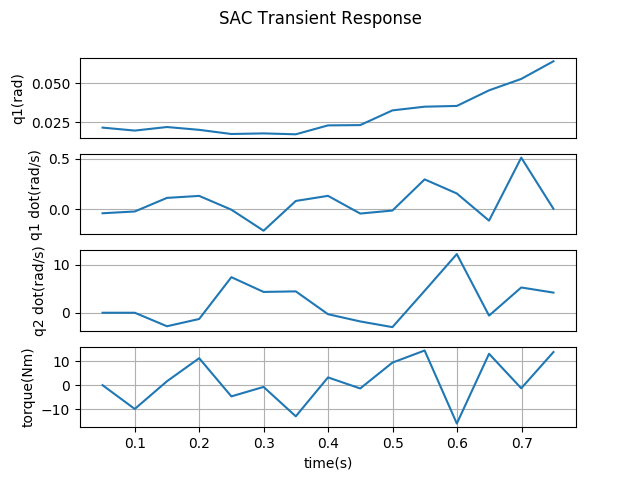 SAC Transient Response
q1(rad)
0.050
0.025
q1 dot(rad/s)
0.5
0.0
q2 dot(rad/s)
10
0
torque(Nm)
10
0
−10
0.1 0.2 0.3 0.4 0.5 0.6 0.7
time(s)